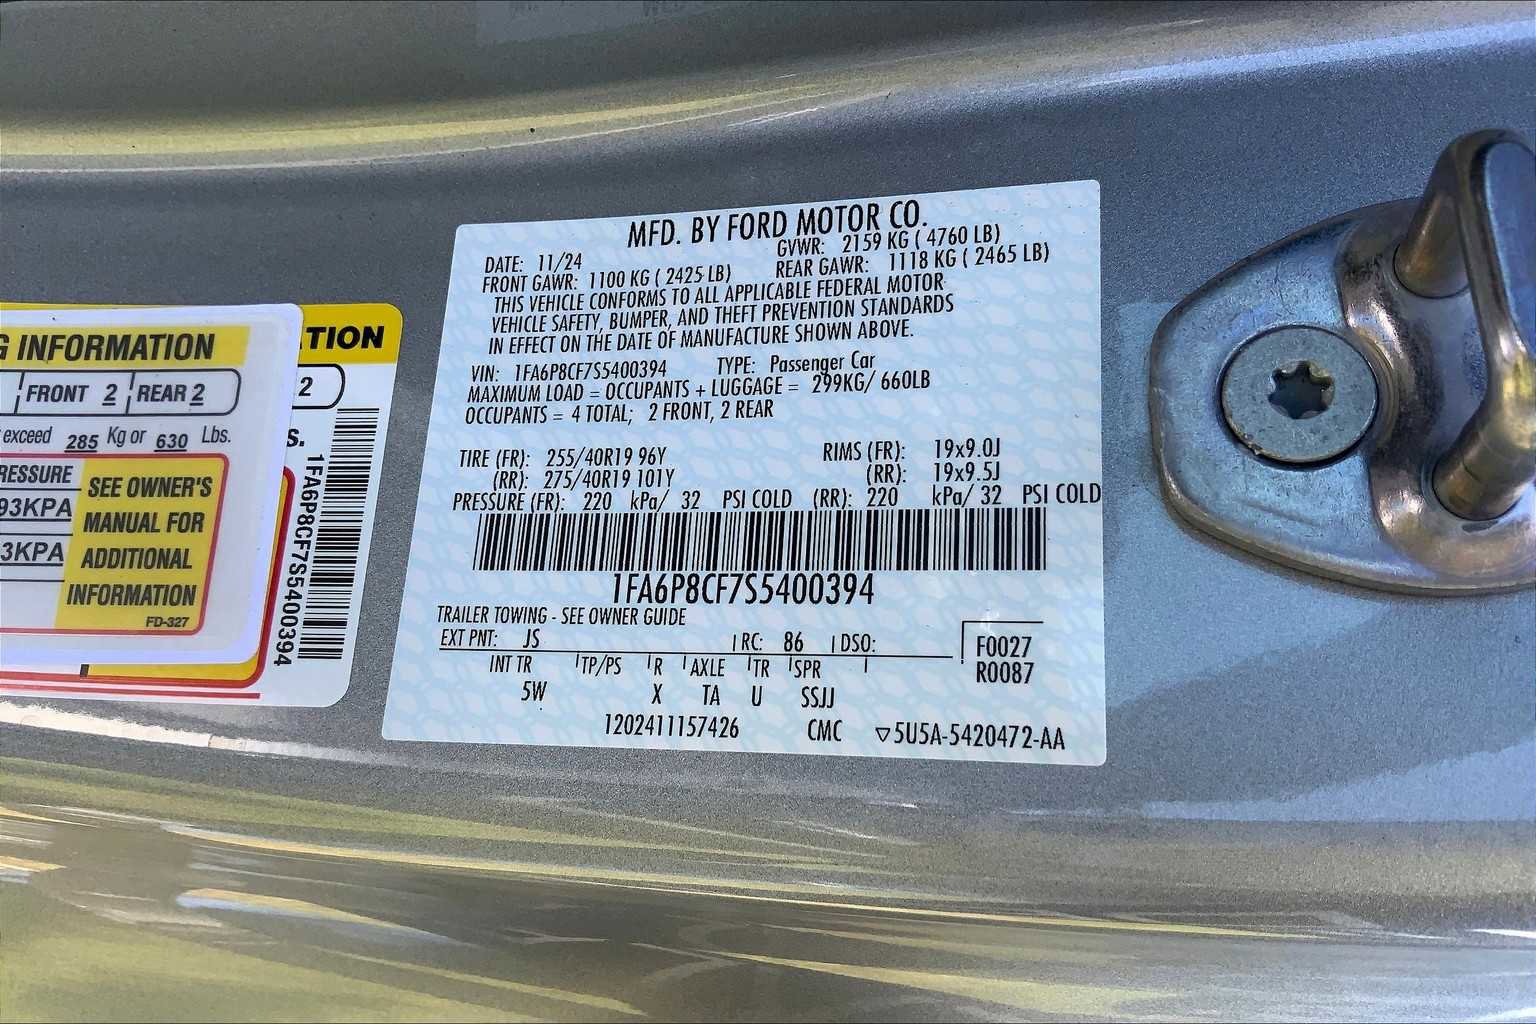 MFD. BY FORD MOTOR CO.
DATE: 11/24 GVWR: 2159 KG ( 4760 LB)
FRONT GAWR: 1100 KG ( 2425 LB) REAR GAWR: 1118 KG ( 2465 LB)
THIS VEHICLE CONFORMS TO ALL APPLICABLE FEDERAL MOTOR
VEHICLE SAFETY, BUMPER, AND THEFT PREVENTION STANDARDS
IN EFFECT ON THE DATE OF MANUFACTURE SHOWN ABOVE.
VIN: 1FA6P8CF7S5400394 TYPE: Passenger Car
MAXIMUM LOAD = OCCUPANTS + LUGGAGE = 299KG/ 660LB
OCCUPANTS = 4 TOTAL; 2 FRONT, 2 REAR
TIRE (FR): 255/40R19 96Y RIMS (FR): 19x9.0J
(RR): 275/40R19 101Y (RR): 19x9.5J
PRESSURE (FR): 220 kPa/ 32 PSI COLD (RR): 220 kPa/ 32 PSI COLD
1FA6P8CF7S5400394
TRAILER TOWING - SEE OWNER GUIDE
EXT PNT: JS RC: 86 DSO: F0027
INT TR TP/PS R AXLE TR SPR R0087
5W X TA U SSJJ
1202411157426 CMC ▽5U5A-5420472-AA
G INFORMATION
FRONT 2 REAR 2
exceed 285 Kg or 630 Lbs.
RESSURE
93KPA
3KPA
SEE OWNER'S
MANUAL FOR
ADDITIONAL
INFORMATION
FD-327
TION
2
s.
1FA6P8CF7S5400394